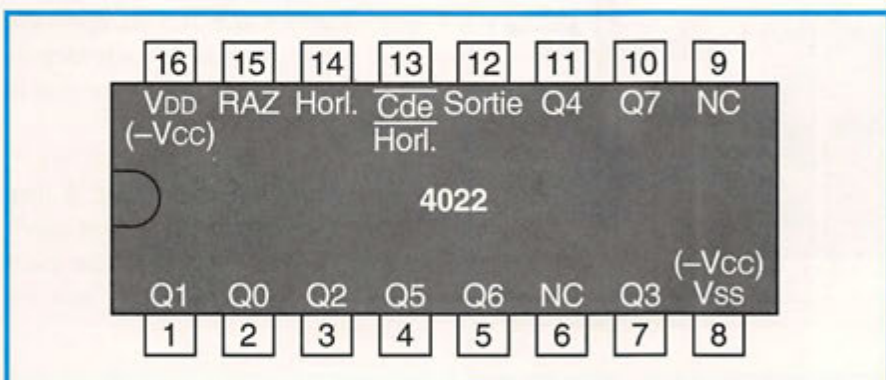 16 15 14 13 12 11 10 9
VDD RAZ Horl. Cde Sortie Q4 Q7 NC
(–VCC) Horl.
4022
(–VCC)
Q1 Q0 Q2 Q5 Q6 NC Q3 VSS
1 2 3 4 5 6 7 8